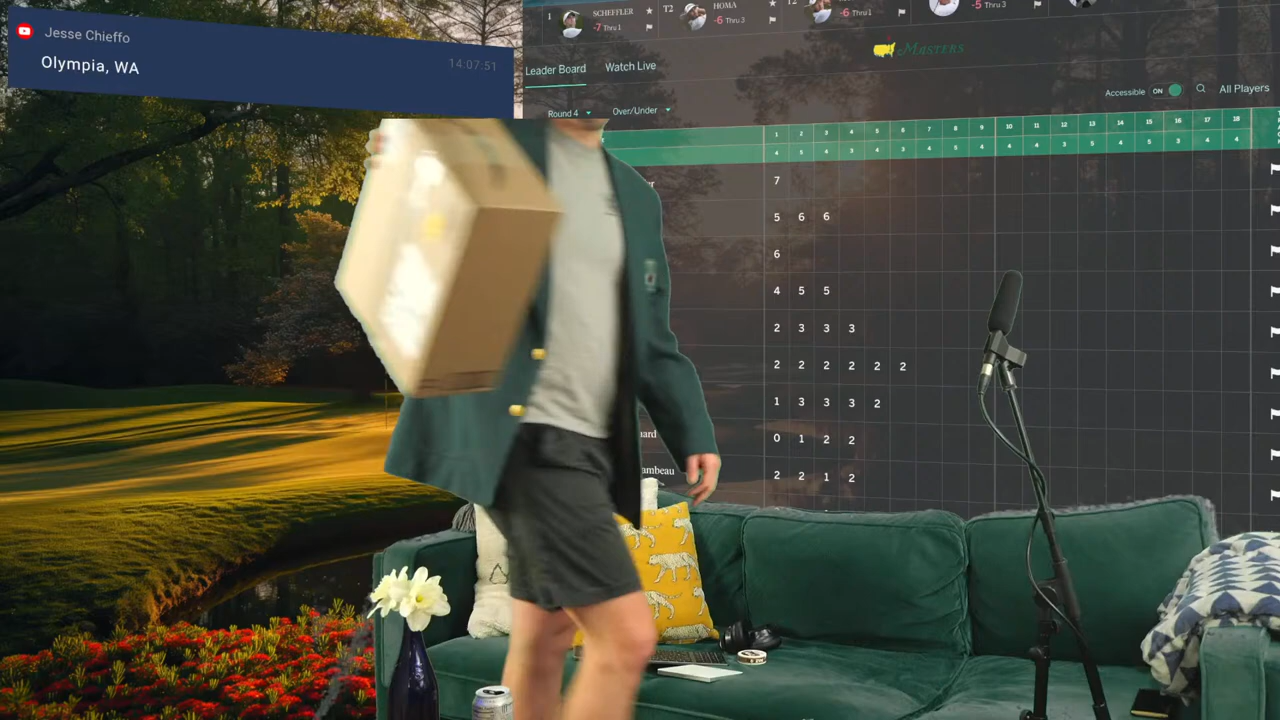 Jesse Chieffo
Olympia, WA
14:07:51
1 SCHEFFLER -7 Thru 1
T2 HOMA -6 Thru 3
-6 Thru 1
-5 Thru 3
Masters
Leader Board Watch Live
Accessible ON All Players
Round 4 Over/Under
1 2 3 4 5 6 7 8 9 10 11 12 13 14 15 16 17 18
4 5 4 3 4 3 4 5 4 4 4 3 5 4 5 3 4 4
7
5 6 6
6
4 5 5
2 3 3 3
2 2 2 2 2 2
1 3 3 3 2
ard 0 1 2 2
ambeau 2 2 1 2